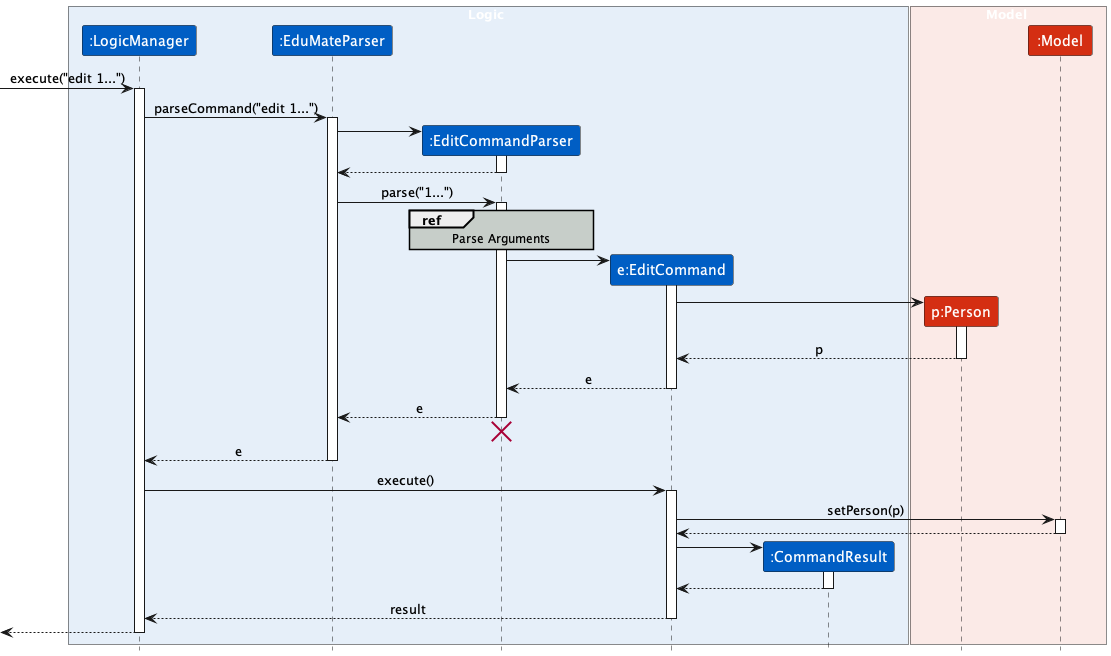 Logic
Model
:LogicManager
:EduMateParser
:Model
execute("edit 1...")
parseCommand("edit 1...")
:EditCommandParser
parse("1...")
ref
Parse Arguments
e:EditCommand
p:Person
p
e
e
e
execute()
setPerson(p)
:CommandResult
result